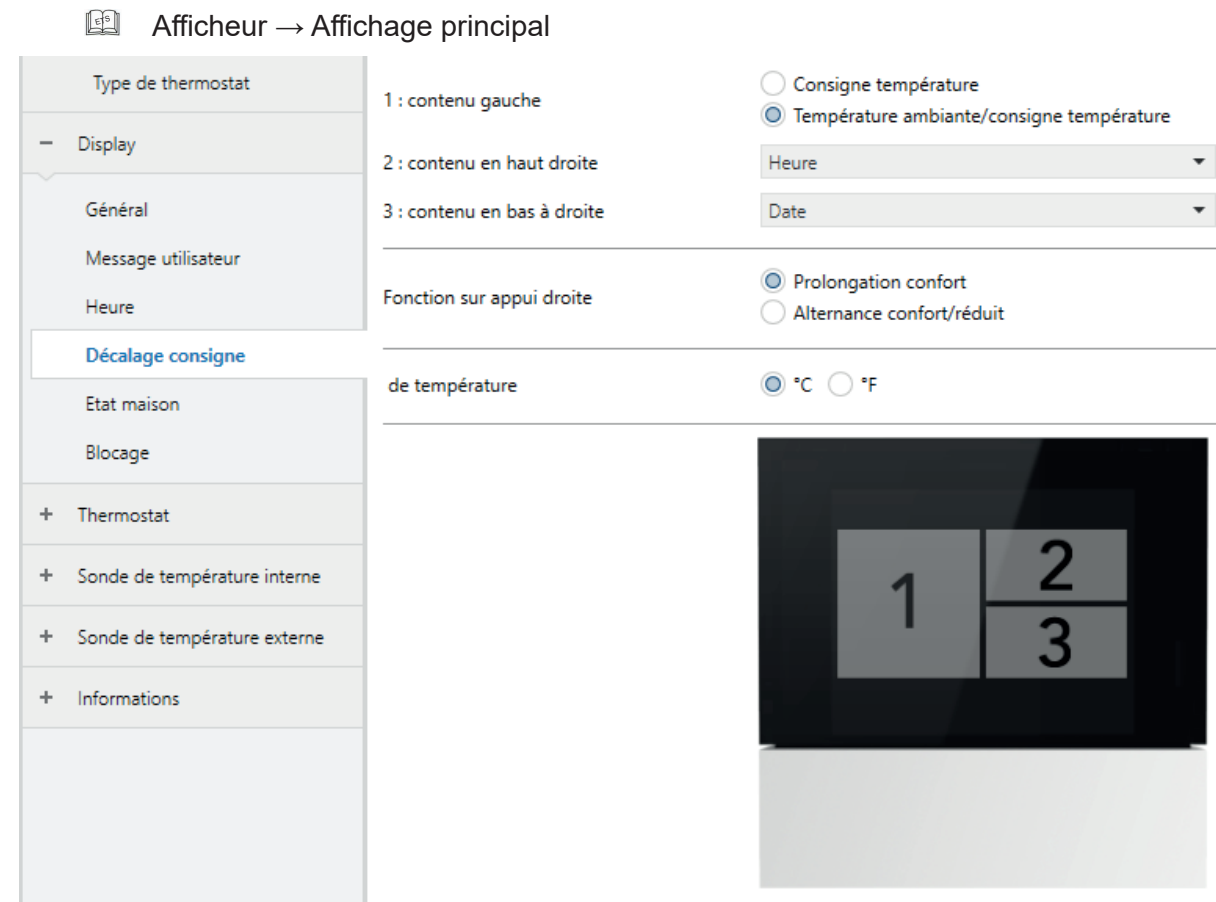 ETS Afficheur → Affichage principal
Type de thermostat
− Display
Général
Message utilisateur
Heure
Décalage consigne
Etat maison
Blocage
+ Thermostat
+ Sonde de température interne
+ Sonde de température externe
+ Informations
1 : contenu gauche
Consigne température
Température ambiante/consigne température
2 : contenu en haut droite
Heure
3 : contenu en bas à droite
Date
Fonction sur appui droite
Prolongation confort
Alternance confort/réduit
de température
°C °F
1
2
3